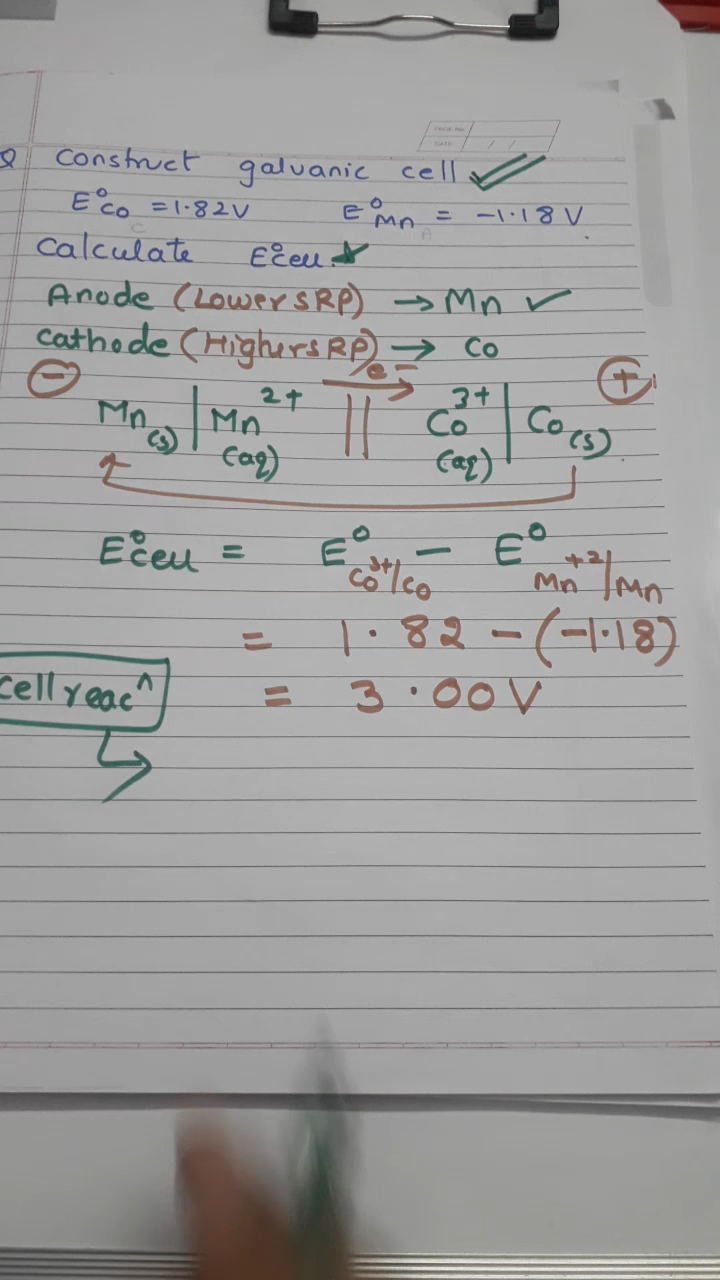 Q Construct galvanic cell
E°Co = 1.82V E°Mn = -1.18V.
Calculate E°cell.
Anode (Lower SRP) → Mn ✓
Cathode (Higher SRP) → Co
⊖ e- ⊕
Mn(s) | Mn2+(aq) || Co3+(aq) | Co(s)
E°cell = E°Co3+/Co - E°Mn+2/Mn
= 1.82 - (-1.18)
cell reac^n = 3.00V